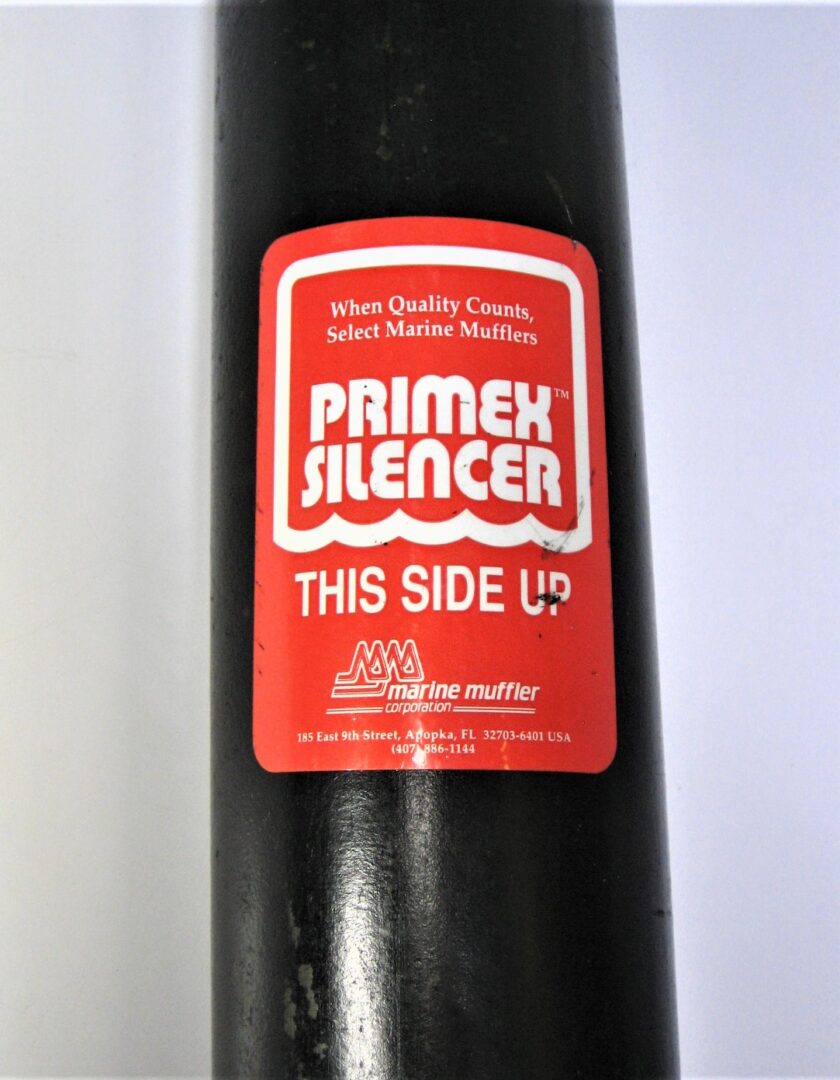 When Quality Counts,
Select Marine Mufflers
PRIMEX™
SILENCER
THIS SIDE UP
MM
marine muffler
corporation
185 East 9th Street, Apopka, FL 32703-6401 USA
(407) 886-1144